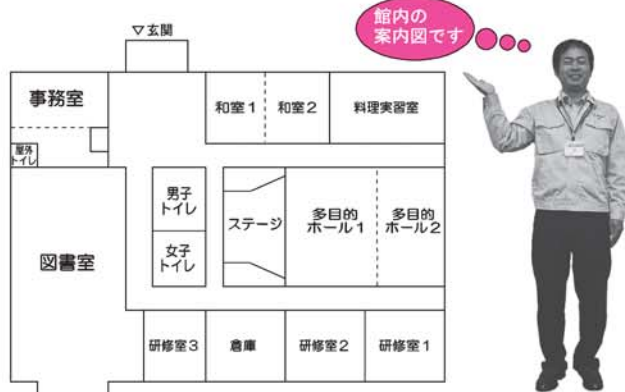 ▽玄関
館内の
案内図です
事務室
和室1
和室2
料理実習室
屋外
トイレ
男子
トイレ
ステージ
多目的
ホール1
多目的
ホール2
図書室
女子
トイレ
研修室3
倉庫
研修室2
研修室1